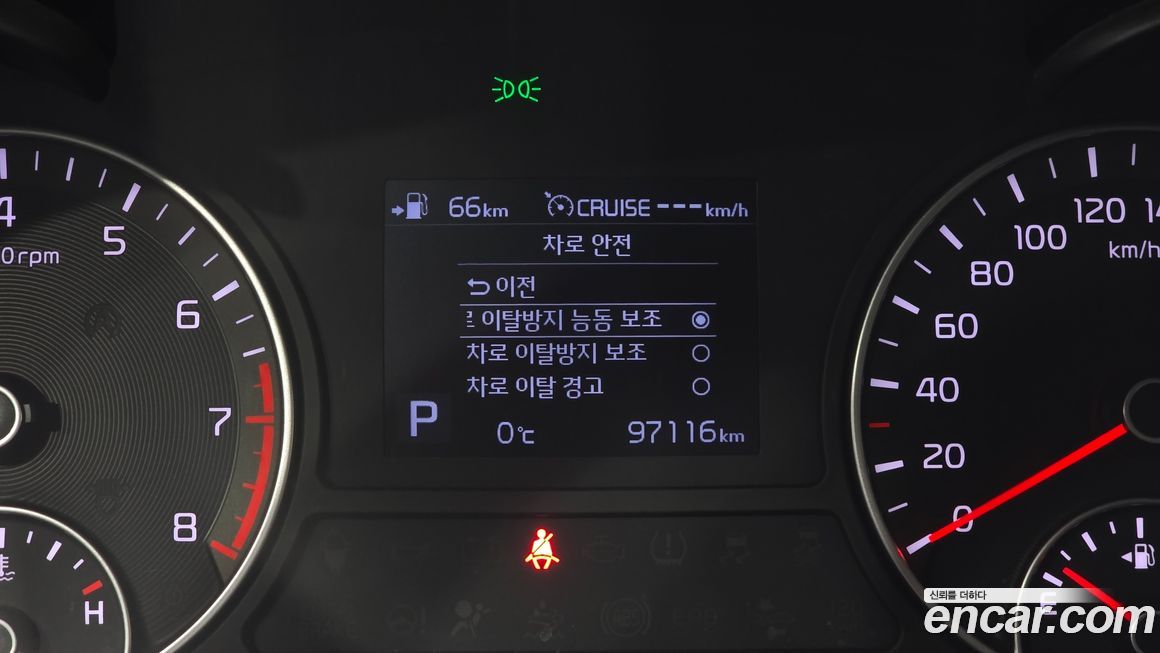 66km CRUISE ---km/h
차로 안전
이전
이탈방지 능동 보조
차로 이탈방지 보조
차로 이탈 경고
P
0℃ 97116km
4
5
6
7
8
rpm
H
120
100
80
60
40
20
0
km/h
E
신뢰를 더하다
encar.com